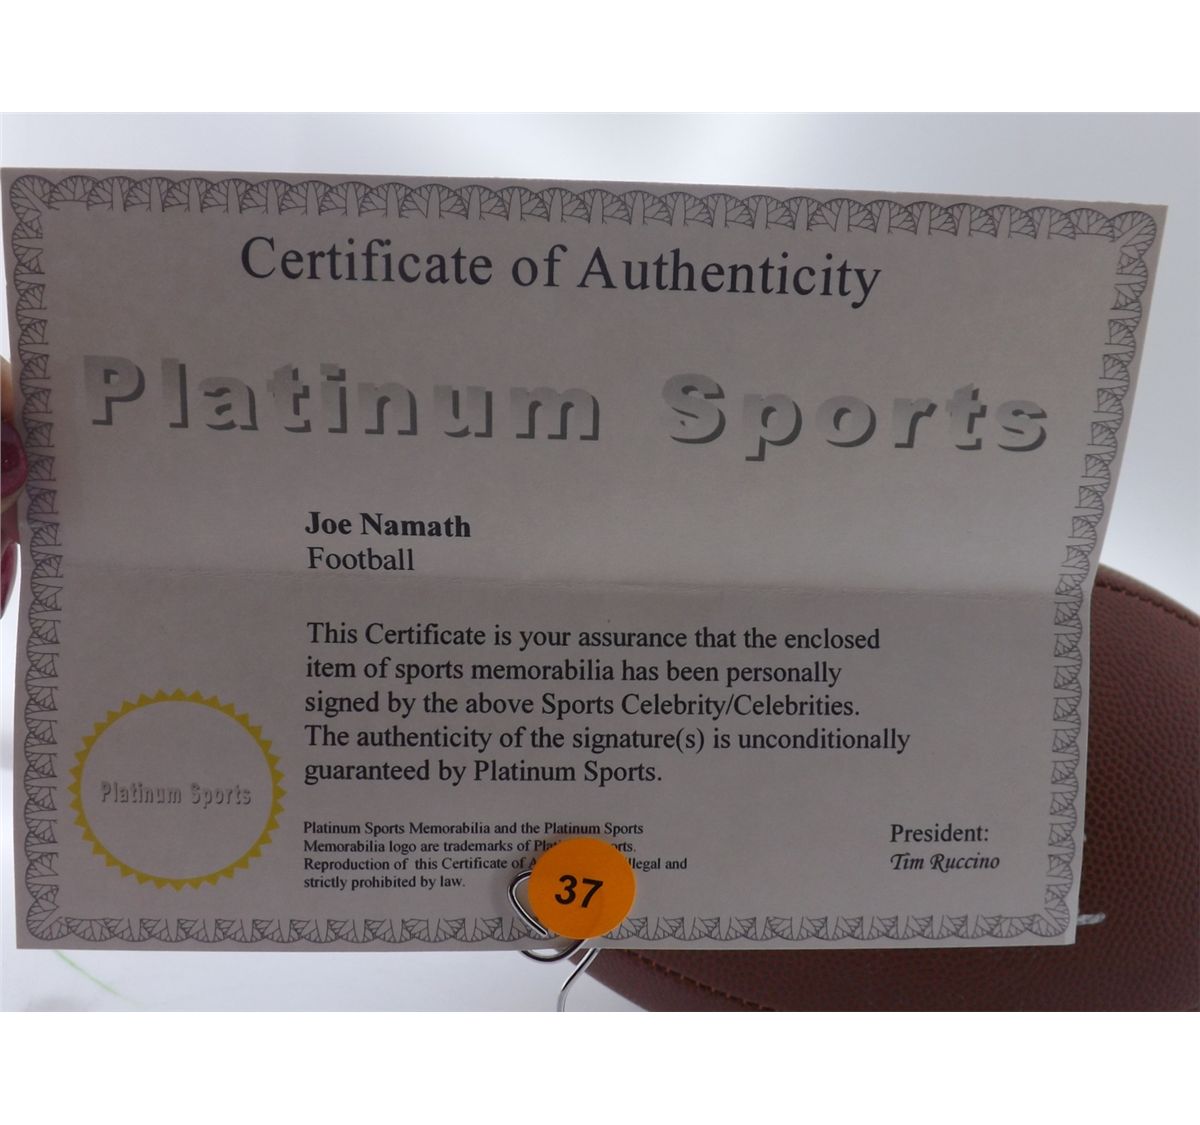 Certificate of Authenticity
Platinum Sports
Joe Namath
Football
This Certificate is your assurance that the enclosed
item of sports memorabilia has been personally
signed by the above Sports Celebrity/Celebrities.
The authenticity of the signature(s) is unconditionally
guaranteed by Platinum Sports.
Platinum Sports
Platinum Sports Memorabilia and the Platinum Sports
Memorabilia logo are trademarks of
Reproduction of this Certificate of and
strictly prohibited by law.
President:
Tim Ruccino
37